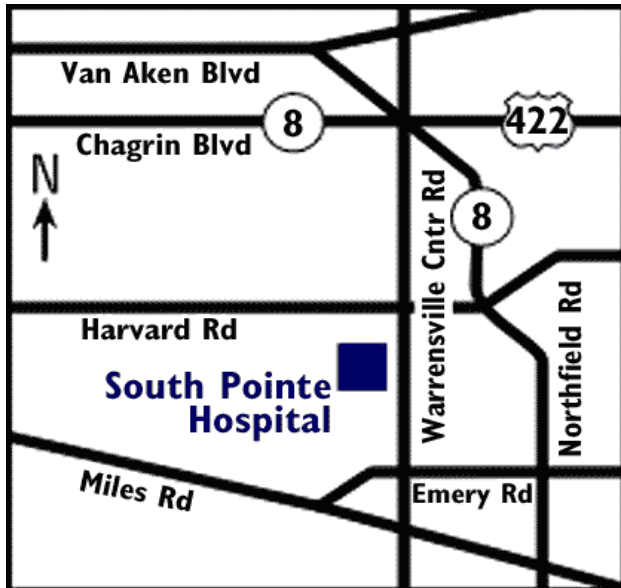 Van Aken Blvd
8
422
Chagrin Blvd
N
Warrensville Cntr Rd
8
Harvard Rd
Northfield Rd
South Pointe
Hospital
Miles Rd
Emery Rd